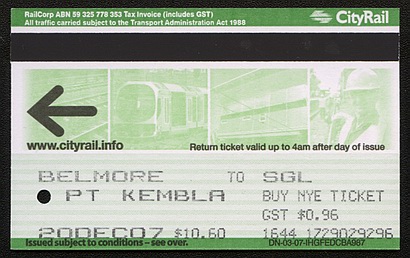 RailCorp ABN 59 325 778 353 Tax Invoice (includes GST)
All traffic carried subject to the Transport Administration Act 1988
CityRail
www.cityrail.info
Return ticket valid up to 4am after day of issue
BELMORE TO SGL
PT KEMBLA BUY NYE TICKET
GST $0.96
20DEC07 $10.60 1644 1729029296
Issued subject to conditions – see over.
DN-03-07-IHGFEDCBA987